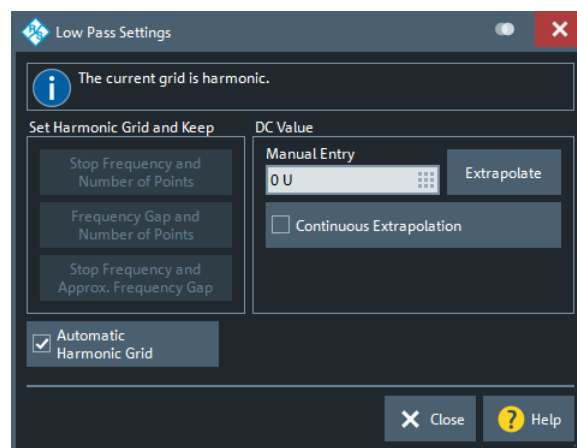 R&S
Low Pass Settings
The current grid is harmonic.
Set Harmonic Grid and Keep
DC Value
Stop Frequency and
Number of Points
Frequency Gap and
Number of Points
Stop Frequency and
Approx. Frequency Gap
Manual Entry
0 U
Extrapolate
Continuous Extrapolation
Automatic
Harmonic Grid
Close
? Help